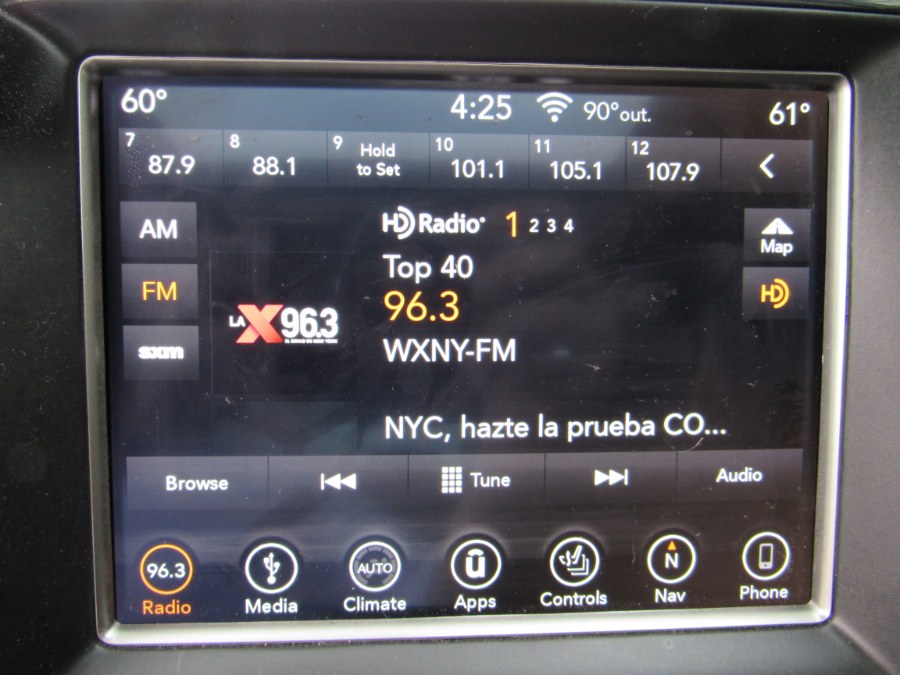 60° 4:25 90°out. 61°
7 87.9 8 88.1 9 Hold to Set 10 101.1 11 105.1 12 107.9
AM
HD Radio 1 2 3 4
Map
Top 40
FM
96.3
HD
LA X 96.3
WXNY-FM
sxm
NYC, hazte la prueba CO...
Browse Tune Audio
96.3 AUTO ū N
Radio Media Climate Apps Controls Nav Phone